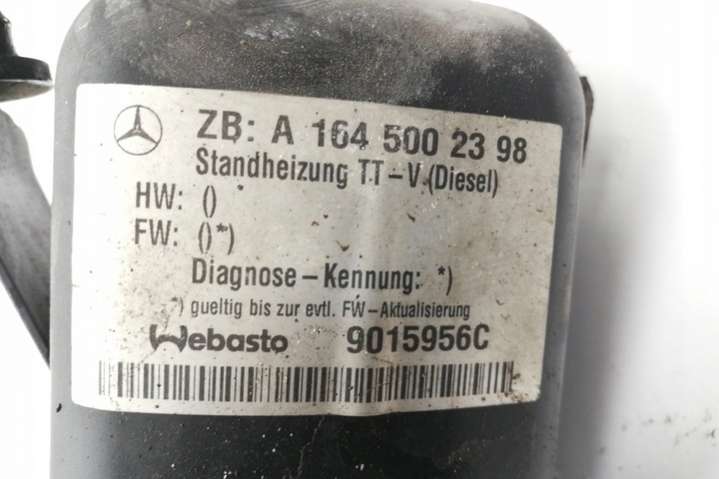 ZB: A 164 500 23 98
Standheizung TT-V (Diesel)
HW: ()
FW: ()*)
Diagnose-Kennung: *)
*) gueltig bis zur evtl. FW-Aktualisierung
Webasto 9015956C